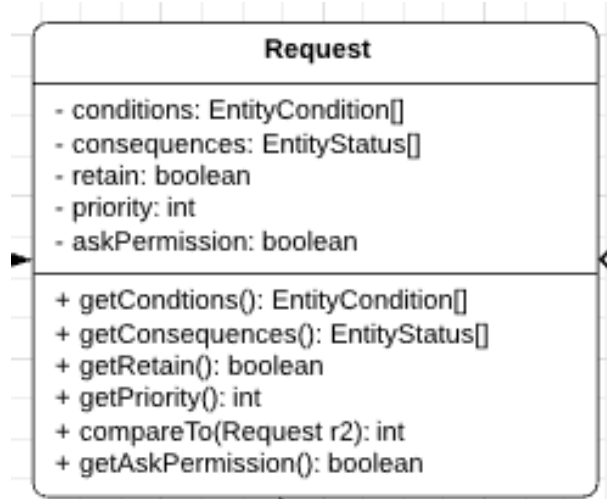 Request
- conditions: EntityCondition[]
- consequences: EntityStatus[]
- retain: boolean
- priority: int
- askPermission: boolean
+ getCondtions(): EntityCondition[]
+ getConsequences(): EntityStatus[]
+ getRetain(): boolean
+ getPriority(): int
+ compareTo(Request r2): int
+ getAskPermission(): boolean